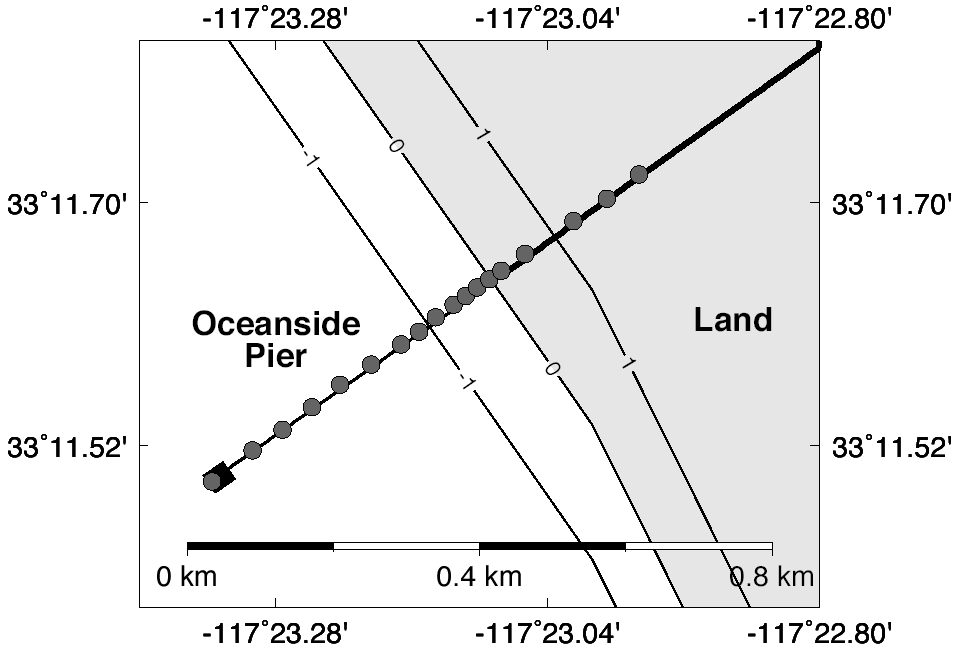 -117˚23.28' -117˚23.04' -117˚22.80'
-1 0 1
33˚11.70' 33˚11.70'
Oceanside
Pier
Land
-1 0 1
33˚11.52' 33˚11.52'
0 km 0.4 km 0.8 km
-117˚23.28' -117˚23.04' -117˚22.80'